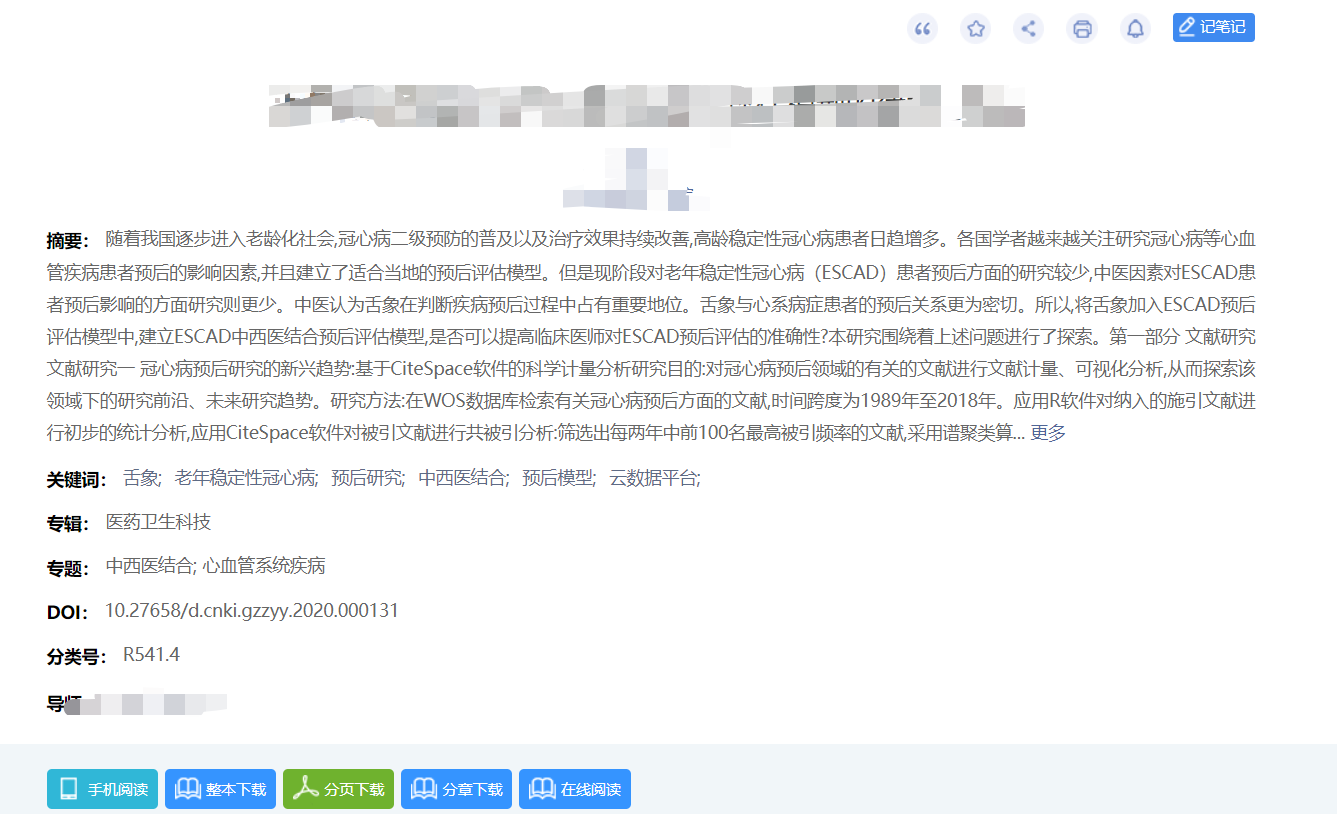 记笔记
摘要： 随着我国逐步进入老龄化社会,冠心病二级预防的普及以及治疗效果持续改善,高龄稳定性冠心病患者日趋增多。各国学者越来越关注研究冠心病等心血
管疾病患者预后的影响因素,并且建立了适合当地的预后评估模型。但是现阶段对老年稳定性冠心病（ESCAD）患者预后方面的研究较少,中医因素对ESCAD患
者预后影响的方面研究则更少。中医认为舌象在判断疾病预后过程中占有重要地位。舌象与心系病症患者的预后关系更为密切。所以,将舌象加入ESCAD预后
评估模型中,建立ESCAD中西医结合预后评估模型,是否可以提高临床医师对ESCAD预后评估的准确性?本研究围绕着上述问题进行了探索。第一部分 文献研究
文献研究一 冠心病预后研究的新兴趋势:基于CiteSpace软件的科学计量分析研究目的:对冠心病预后领域的有关的文献进行文献计量、可视化分析,从而探索该
领域下的研究前沿、未来研究趋势。研究方法:在WOS数据库检索有关冠心病预后方面的文献,时间跨度为1989年至2018年。应用R软件对纳入的施引文献进
行初步的统计分析,应用CiteSpace软件对被引文献进行共被引分析:筛选出每两年中前100名最高被引频率的文献,采用谱聚类算... 更多
关键词： 舌象; 老年稳定性冠心病; 预后研究; 中西医结合; 预后模型; 云数据平台;
专辑： 医药卫生科技
专题： 中西医结合; 心血管系统疾病
DOI： 10.27658/d.cnki.gzzyy.2020.000131
分类号： R541.4
导师
手机阅读 整本下载 分页下载 分章下载 在线阅读